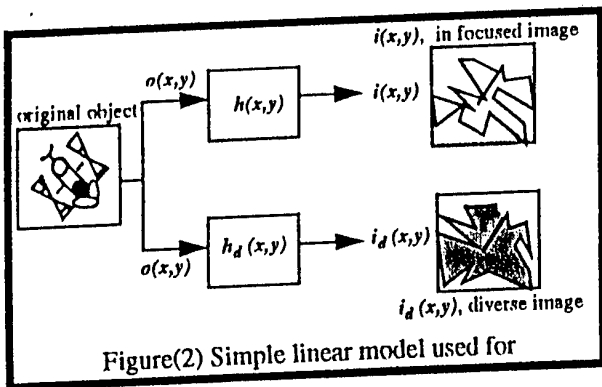 i(x,y), in focused image
o(x,y)
original object
h(x,y)
i(x,y)
h_d(x,y)
i_d(x,y)
o(x,y)
i_d(x,y), diverse image
Figure(2) Simple linear model used for